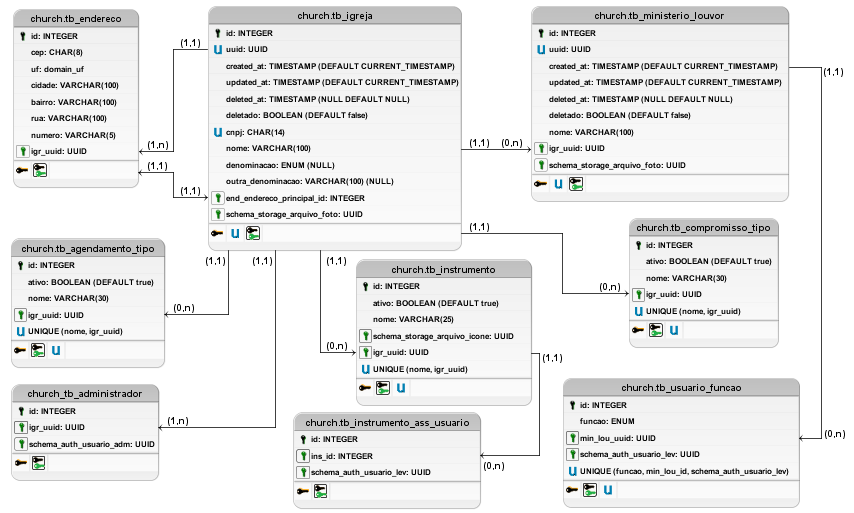 church.tb_endereco
id: INTEGER
cep: CHAR(8)
uf: domain_uf
cidade: VARCHAR(100)
bairro: VARCHAR(100)
rua: VARCHAR(100)
numero: VARCHAR(5)
igr_uuid: UUID
(1,1)
(1,n)
(1,1)
(1,1)
church.tb_igreja
id: INTEGER
uuid: UUID
created_at: TIMESTAMP (DEFAULT CURRENT_TIMESTAMP)
updated_at: TIMESTAMP (DEFAULT CURRENT_TIMESTAMP)
deleted_at: TIMESTAMP (NULL DEFAULT NULL)
deletado: BOOLEAN (DEFAULT false)
cnpj: CHAR(14)
nome: VARCHAR(100)
denominacao: ENUM (NULL)
outra_denominacao: VARCHAR(100) (NULL)
end_endereco_principal_id: INTEGER
schema_storage_arquivo_foto: UUID
(1,1) (0,n)
church.tb_ministerio_louvor
id: INTEGER
uuid: UUID
created_at: TIMESTAMP (DEFAULT CURRENT_TIMESTAMP)
updated_at: TIMESTAMP (DEFAULT CURRENT_TIMESTAMP)
deleted_at: TIMESTAMP (NULL DEFAULT NULL)
deletado: BOOLEAN (DEFAULT false)
nome: VARCHAR(100)
igr_uuid: UUID
schema_storage_arquivo_foto: UUID
(1,1)
(1,1)
(0,n)
church.tb_compromisso_tipo
id: INTEGER
ativo: BOOLEAN (DEFAULT true)
nome: VARCHAR(30)
igr_uuid: UUID
UNIQUE (nome, igr_uuid)
church.tb_agendamento_tipo
id: INTEGER
ativo: BOOLEAN (DEFAULT true)
nome: VARCHAR(30)
igr_uuid: UUID
UNIQUE (nome, igr_uuid)
(1,1) (1,1) (1,1)
(0,n)
(0,n)
church.tb_instrumento
id: INTEGER
ativo: BOOLEAN (DEFAULT true)
nome: VARCHAR(25)
schema_storage_arquivo_icone: UUID
igr_uuid: UUID
UNIQUE (nome, igr_uuid)
(1,1)
church_tb_administrador
id: INTEGER
igr_uuid: UUID
schema_auth_usuario_adm: UUID
(1,n)
church.tb_instrumento_ass_usuario
id: INTEGER
ins_id: INTEGER
schema_auth_usuario_lev: UUID
(0,n)
church.tb_usuario_funcao
id: INTEGER
funcao: ENUM
min_lou_uuid: UUID
schema_auth_usuario_lev: UUID
UNIQUE (funcao, min_lou_id, schema_auth_usuario_lev)
(0,n)